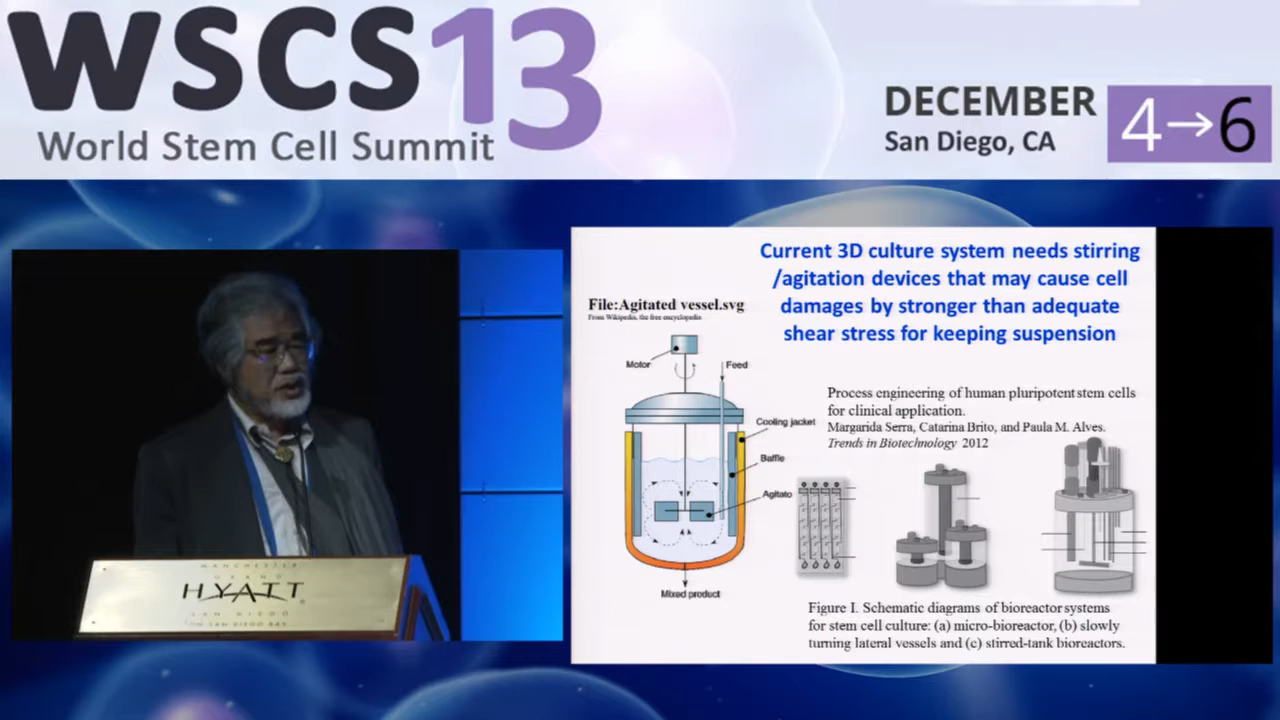 WSCS13
World Stem Cell Summit
DECEMBER
San Diego, CA
4→6
MANCHESTER
GRAND
HYATT
SAN DIEGO
Current 3D culture system needs stirring
/agitation devices that may cause cell
damages by stronger than adequate
shear stress for keeping suspension
File:Agitated vessel.svg
From Wikipedia, the free encyclopedia
Motor
Feed
Cooling jacket
Baffle
Agitato
Mixed product
Process engineering of human pluripotent stem cells
for clinical application.
Margarida Serra, Catarina Brito, and Paula M. Alves.
Trends in Biotechnology 2012
Figure I. Schematic diagrams of bioreactor systems
for stem cell culture: (a) micro-bioreactor, (b) slowly
turning lateral vessels and (c) stirred-tank bioreactors.